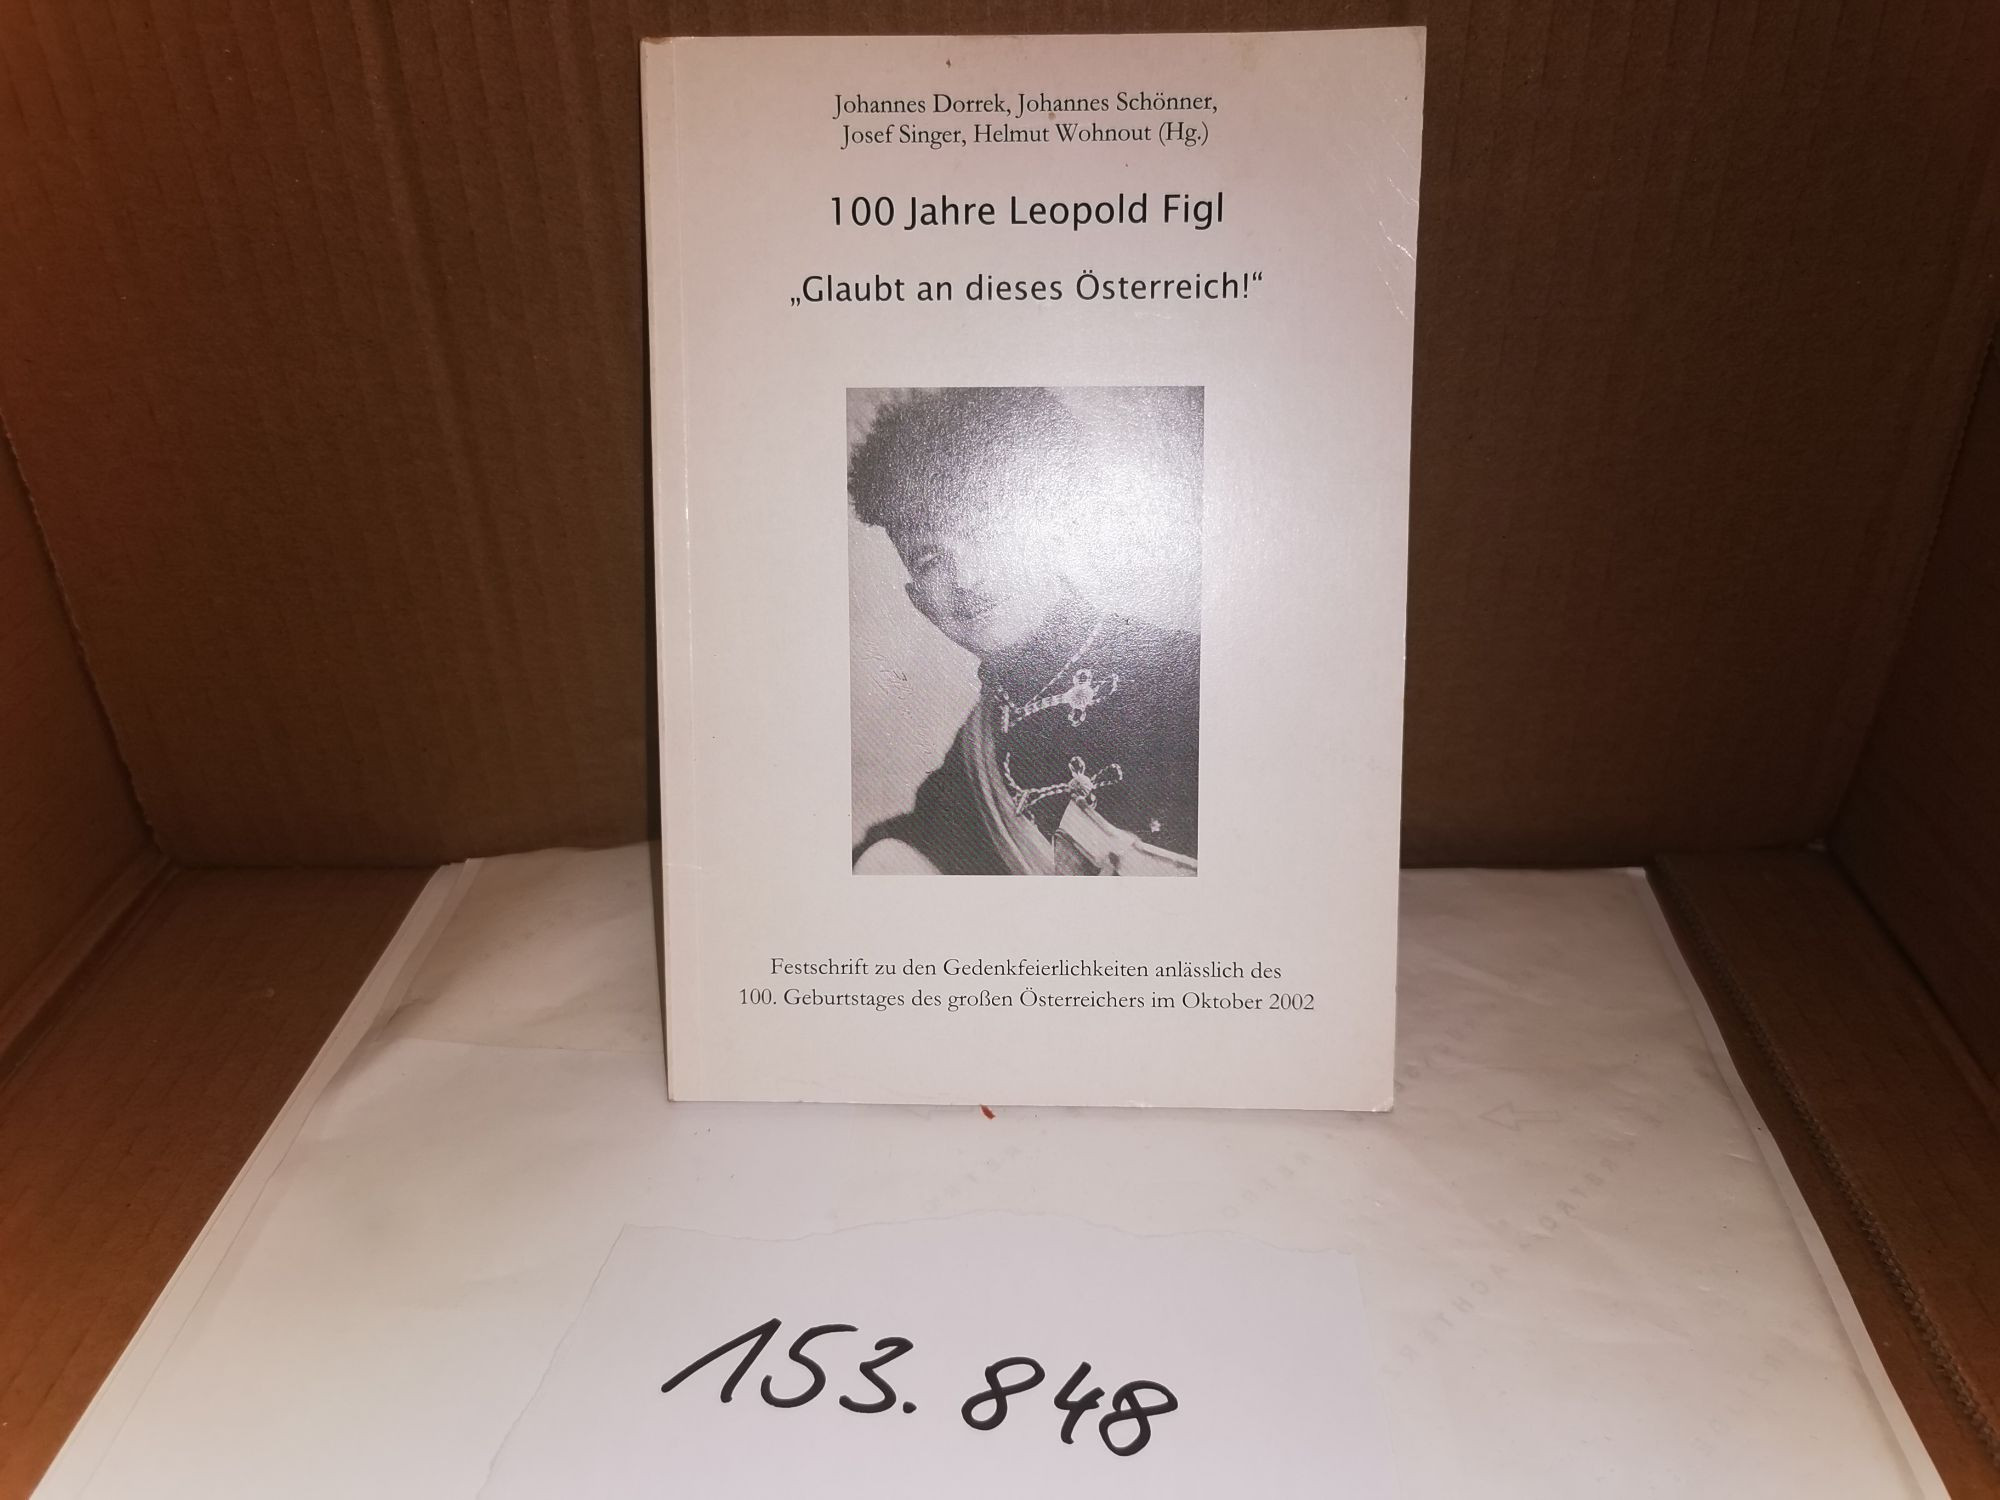 Johannes Dorrek, Johannes Schönner,
Josef Singer, Helmut Wohnout (Hg.)
100 Jahre Leopold Figl
„Glaubt an dieses Österreich!“
Festschrift zu den Gedenkfeierlichkeiten anlässlich des
100. Geburtstages des großen Österreichers im Oktober 2002
153.848